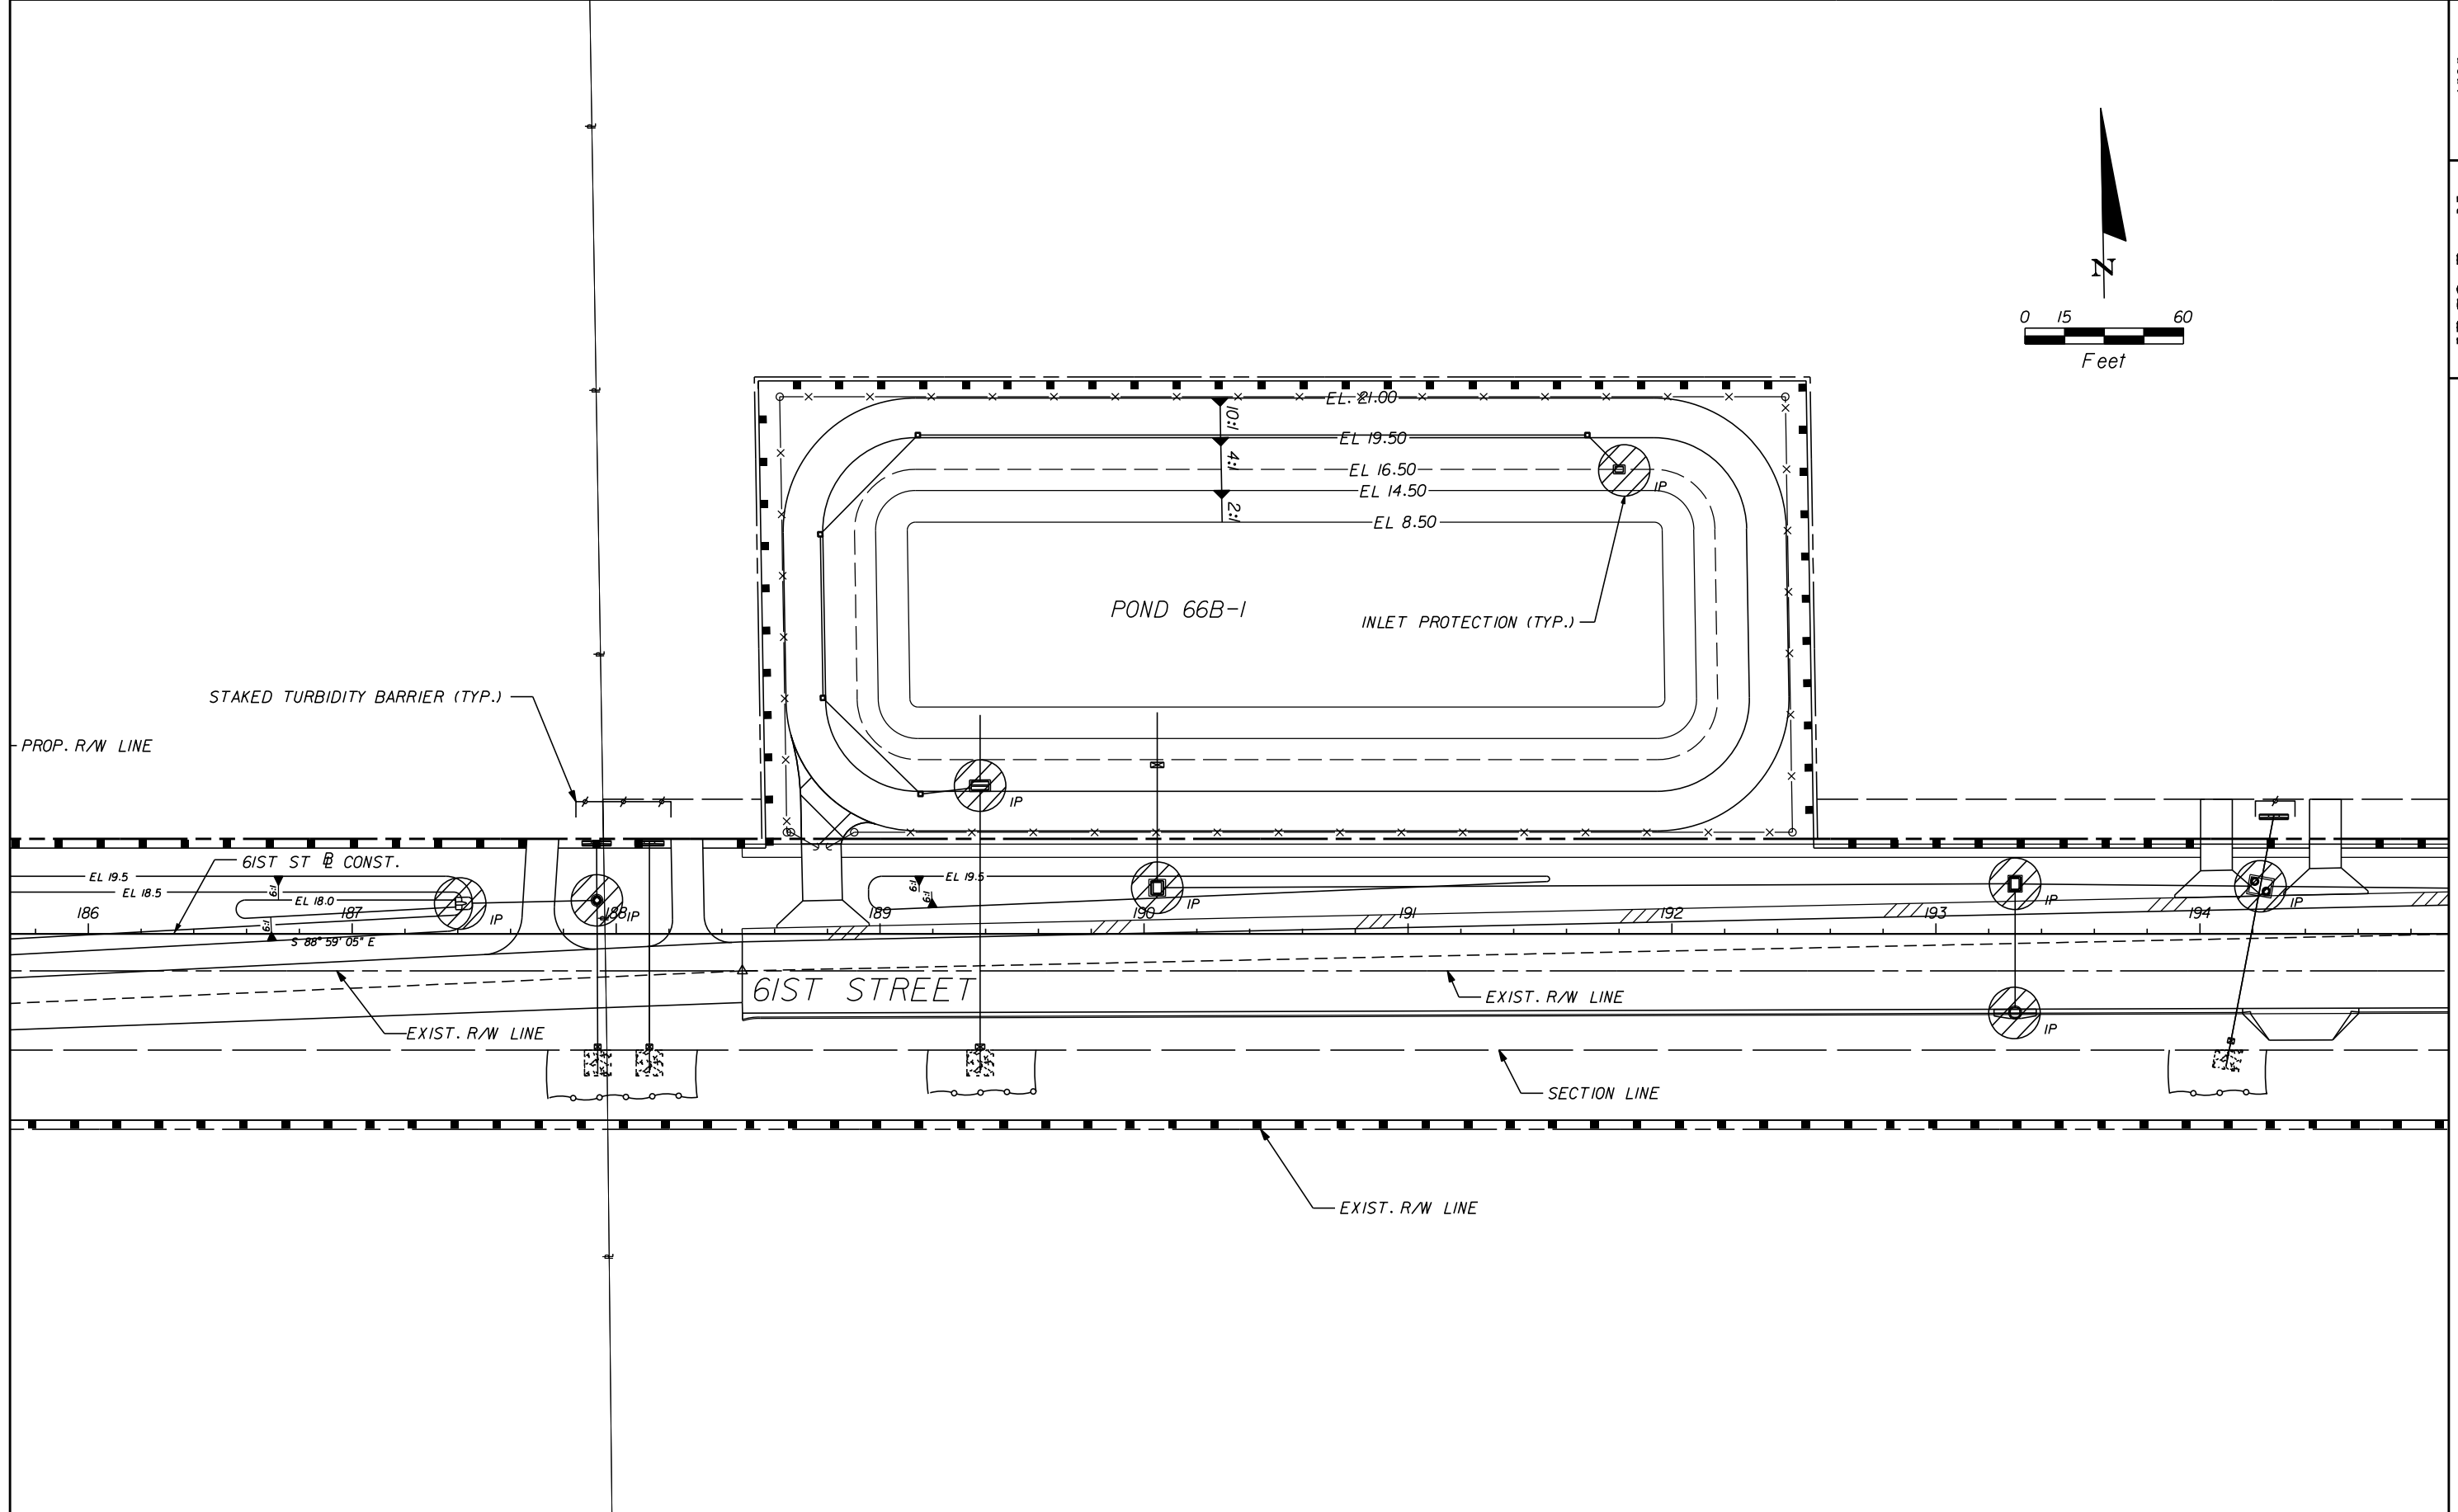 N
0 15 60
Feet
EL. 21.00
10:1
EL 19.50
4:1
EL 16.50
IP
EL 14.50
2:1
EL 8.50
POND 66B-1
INLET PROTECTION (TYP.)
STAKED TURBIDITY BARRIER (TYP.)
PROP. R/W LINE
IP
61ST ST BL CONST.
EL 19.5
EL 18.5
6:1
EL 18.0
6:1
S 88° 59' 05" E
IP
IP
6:1
6:1
EL 19.5
IP
IP
IP
186 187 188 189 190 191 192 193 194
61ST STREET
EXIST. R/W LINE
EXIST. R/W LINE
IP
SECTION LINE
EXIST. R/W LINE